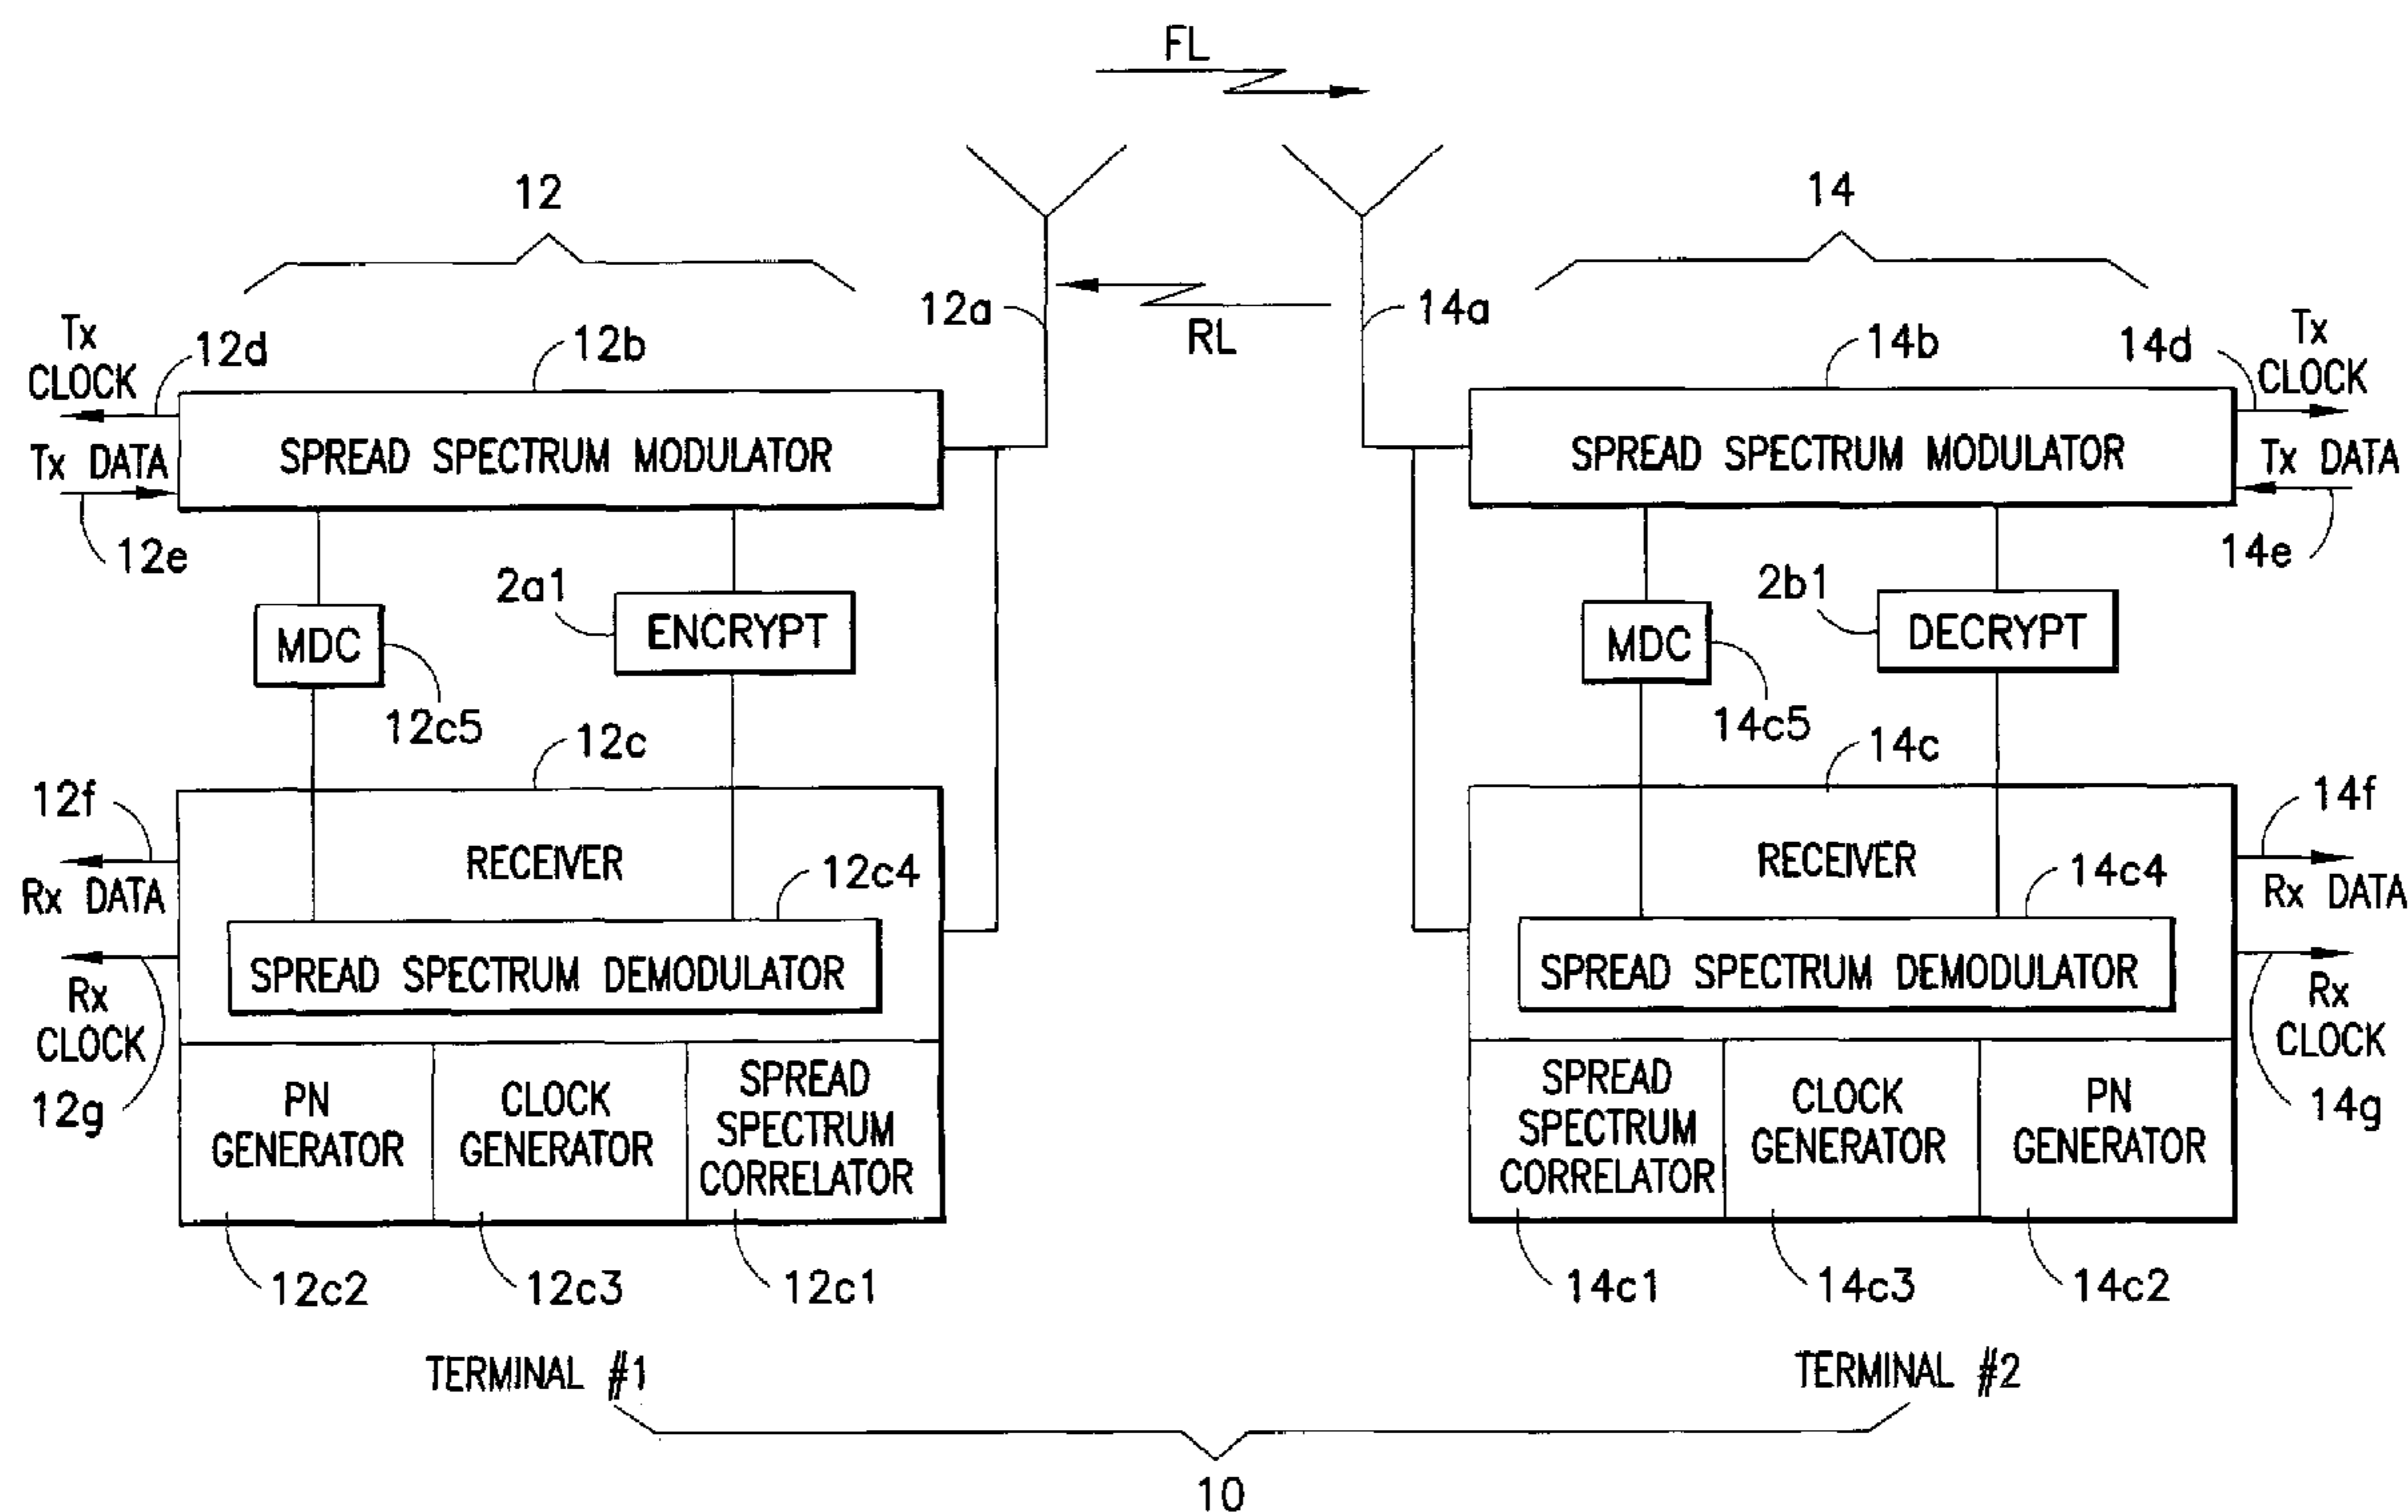 FL
12
14
12a
RL
14a
Tx
CLOCK
12d
12b
14b
14d
Tx
CLOCK
Tx DATA
SPREAD SPECTRUM MODULATOR
SPREAD SPECTRUM MODULATOR
Tx DATA
12e
14e
2a1
2b1
MDC
ENCRYPT
MDC
DECRYPT
12c5
14c5
12c
14c
12f
14f
RECEIVER
RECEIVER
12c4
14c4
Rx DATA
Rx DATA
SPREAD SPECTRUM DEMODULATOR
SPREAD SPECTRUM DEMODULATOR
Rx
CLOCK
Rx
CLOCK
12g
14g
PN
GENERATOR
CLOCK
GENERATOR
SPREAD
SPECTRUM
CORRELATOR
SPREAD
SPECTRUM
CORRELATOR
CLOCK
GENERATOR
PN
GENERATOR
12c2
12c3
12c1
14c1
14c3
14c2
TERMINAL #1
TERMINAL #2
10